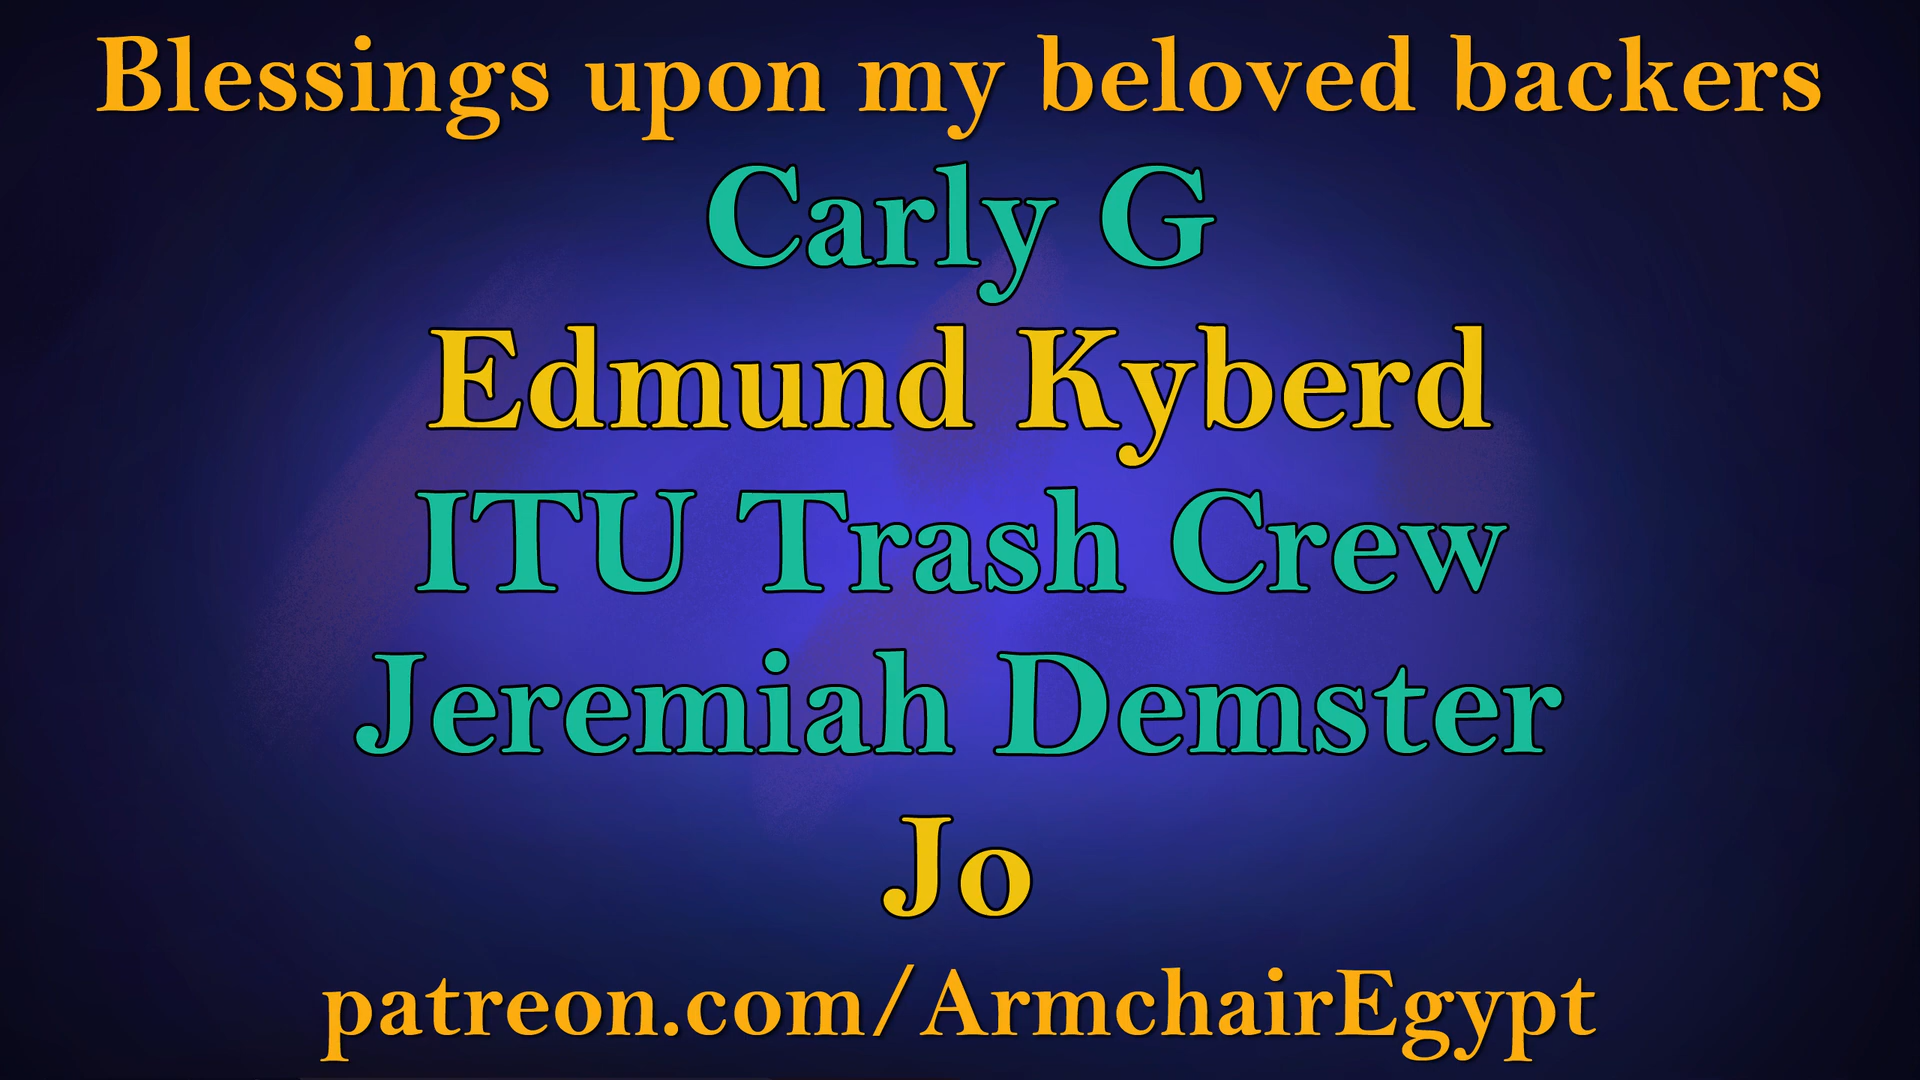 Blessings upon my beloved backers
Carly G
Edmund Kyberd
ITU Trash Crew
Jeremiah Demster
Jo
patreon.com/ArmchairEgypt